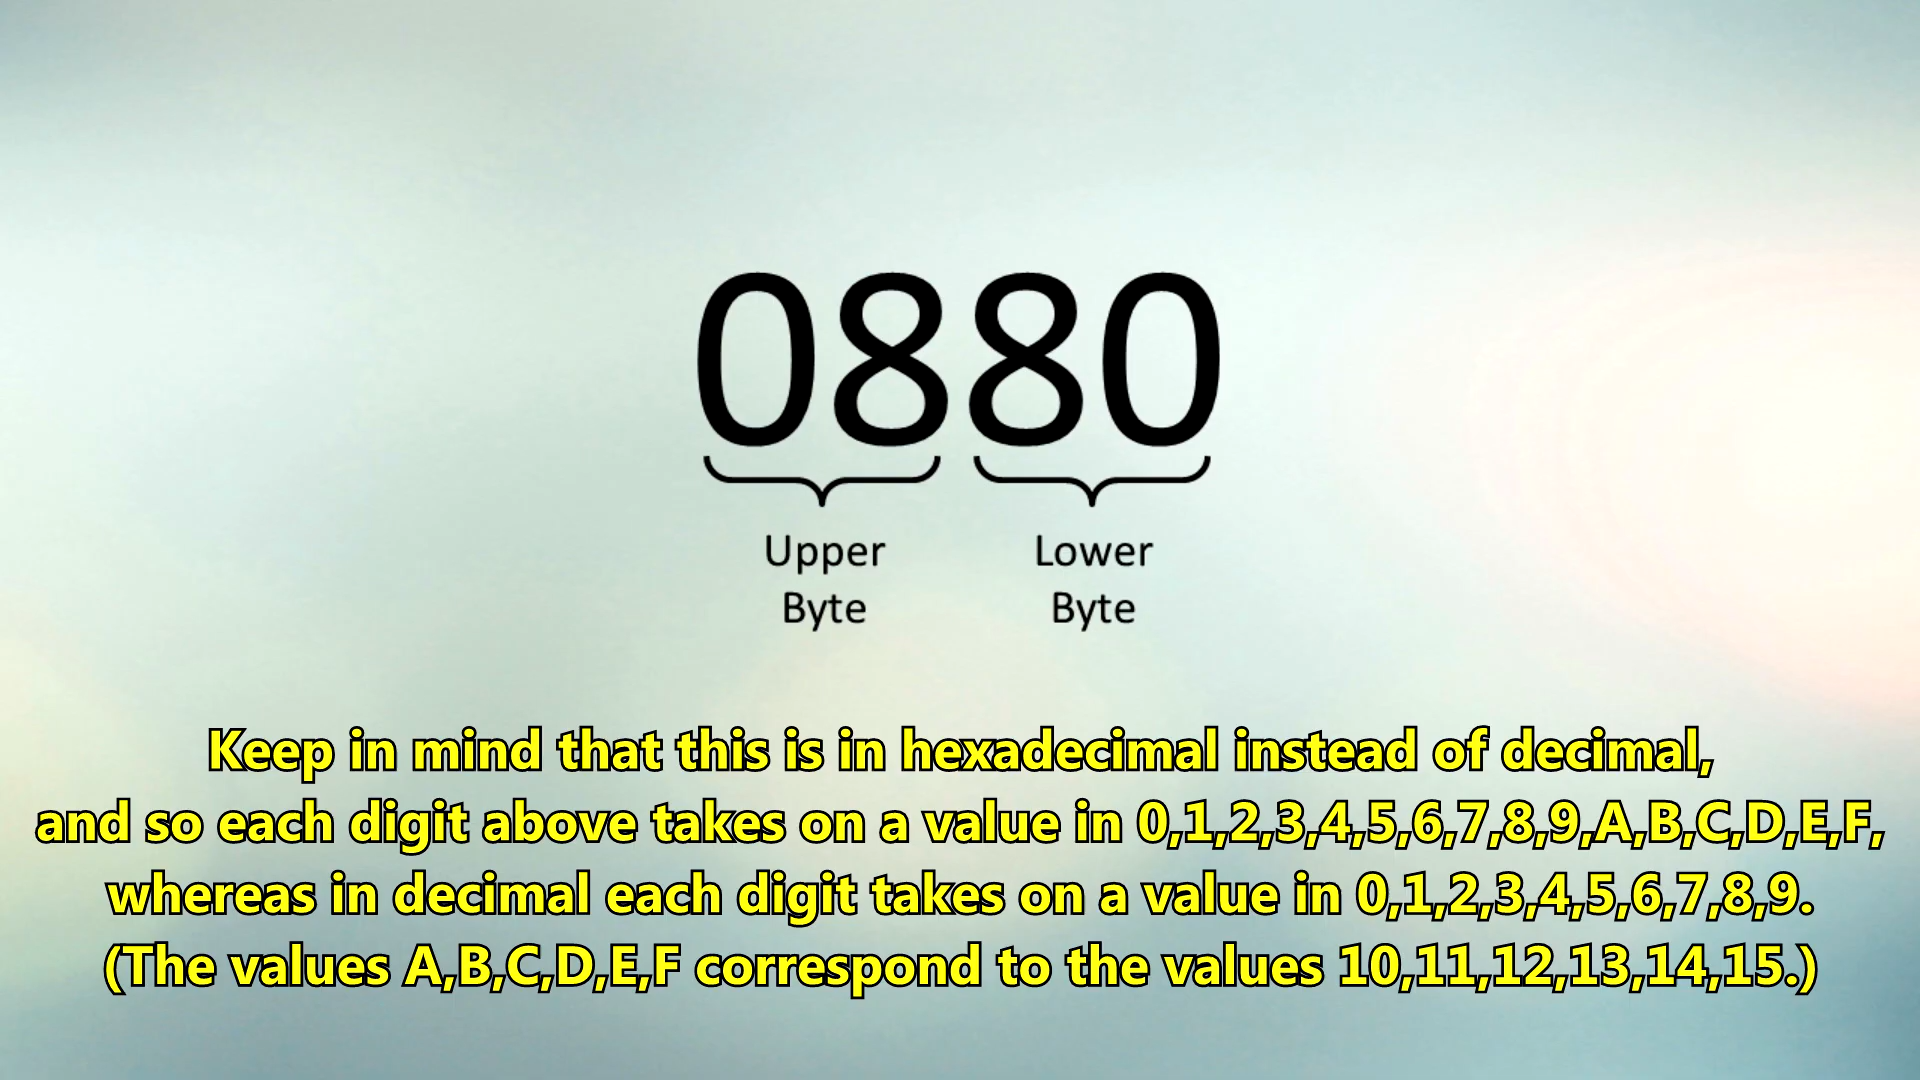 0880
Upper Lower
Byte Byte
Keep in mind that this is in hexadecimal instead of decimal,
and so each digit above takes on a value in 0,1,2,3,4,5,6,7,8,9,A,B,C,D,E,F,
whereas in decimal each digit takes on a value in 0,1,2,3,4,5,6,7,8,9.
(The values A,B,C,D,E,F correspond to the values 10,11,12,13,14,15.)